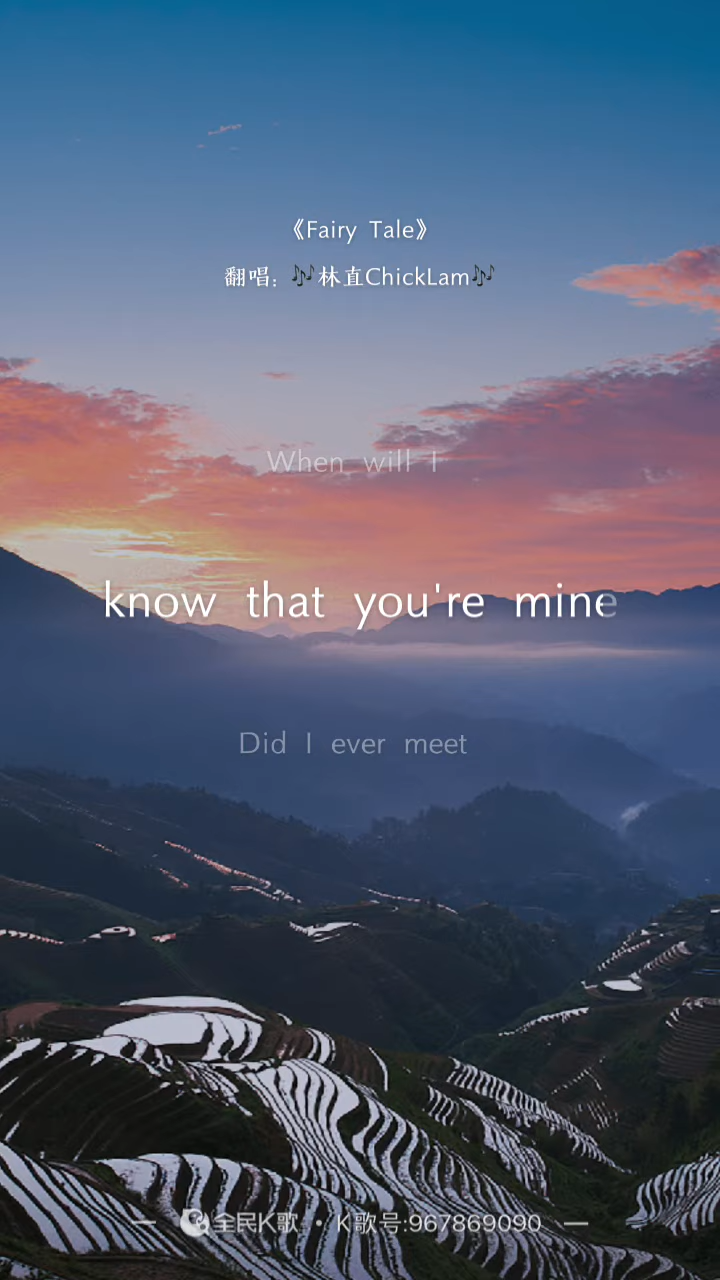 《Fairy Tale》
翻唱：🎶林直ChickLam🎶
When will I
know that you're mine
Did I ever meet
全民K歌 · K歌号:967869090